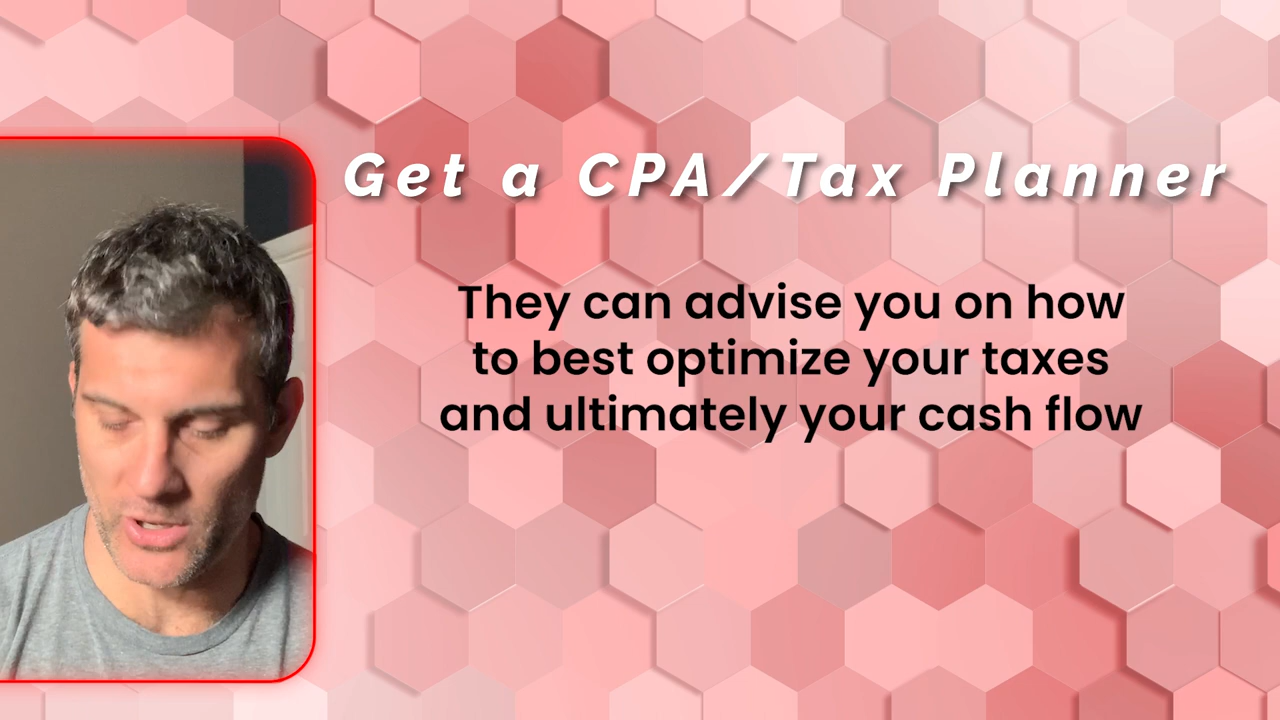 Get a CPA/Tax Planner
They can advise you on how
to best optimize your taxes
and ultimately your cash flow